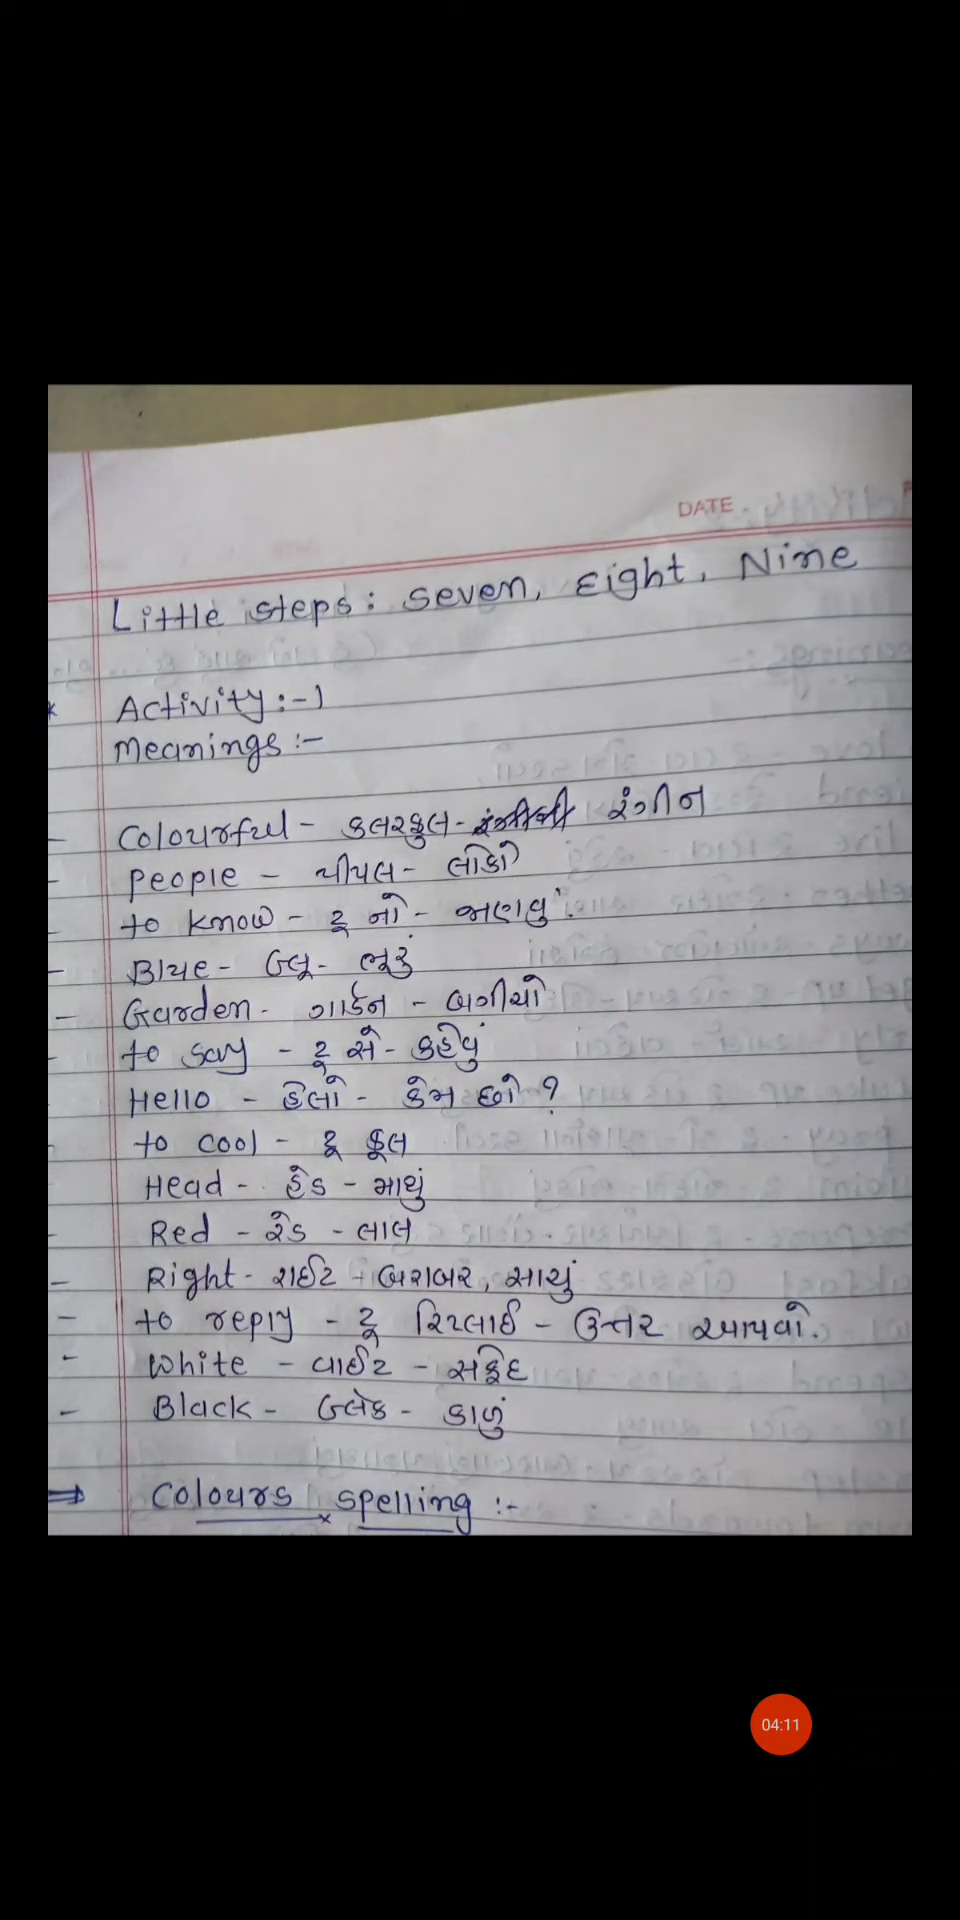 DATE
Little steps: seven, Eight, Nine
Activity:-1
Meanings:-
- Colourful - કલરફુલ - રંગીન
- People - પીપલ - લોકો
- to know - ટૂ નો - જાણવું.
- Blue - બ્લૂ - ભૂરું
- Garden - ગાર્ડન - બગીચો
- to say - ટૂ સે - કહેવું
- Hello - હેલો - કેમ છો ?
to cool - ટૂ કૂલ
Head - હેડ - માથું
- Red - રેડ - લાલ
- Right - રાઈટ - બરાબર, સાચું
- to reply - ટૂ રિપ્લાઈ - ઉત્તર આપવો.
- White - વાઈટ - સફેદ
- Black - બ્લેક - કાળું
⇒ Colours spelling :-
04:11